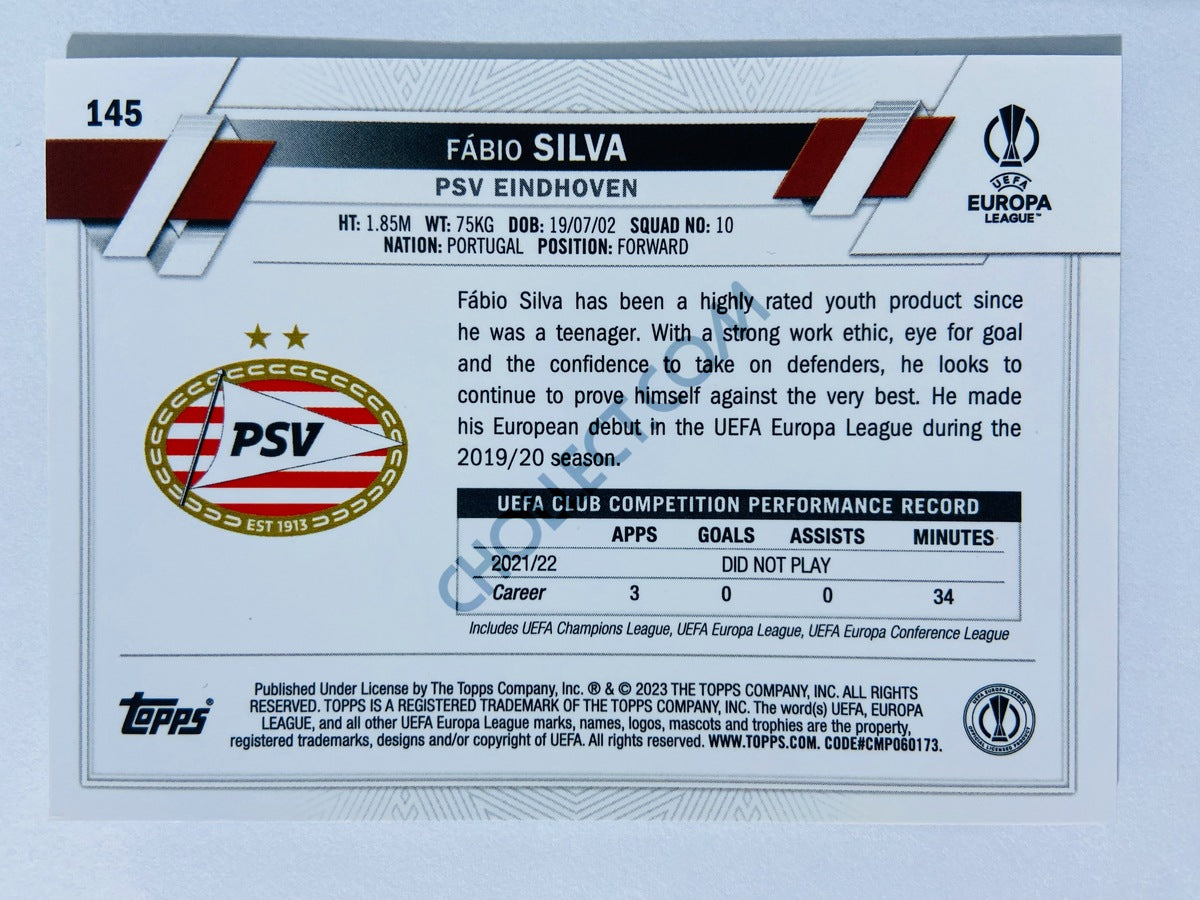 145
FÁBIO SILVA
PSV EINDHOVEN
HT: 1.85M WT: 75KG DOB: 19/07/02 SQUAD NO: 10
NATION: PORTUGAL POSITION: FORWARD
UEFA
EUROPA
LEAGUE™
Fábio Silva has been a highly rated youth product since
he was a teenager. With a strong work ethic, eye for goal
and the confidence to take on defenders, he looks to
continue to prove himself against the very best. He made
his European debut in the UEFA Europa League during the
2019/20 season.
PSV
EST 1913
UEFA CLUB COMPETITION PERFORMANCE RECORD
APPS GOALS ASSISTS MINUTES
2021/22 DID NOT PLAY
Career 3 0 0 34
Includes UEFA Champions League, UEFA Europa League, UEFA Europa Conference League
CHOLLECT.COM
topps®
Published Under License by The Topps Company, Inc. ® & © 2023 THE TOPPS COMPANY, INC. ALL RIGHTS
RESERVED. TOPPS IS A REGISTERED TRADEMARK OF THE TOPPS COMPANY, INC. The word(s) UEFA, EUROPA
LEAGUE, and all other UEFA Europa League marks, names, logos, mascots and trophies are the property,
registered trademarks, designs and/or copyright of UEFA. All rights reserved. WWW.TOPPS.COM. CODE#CMP060173.
UEFA EUROPA LEAGUE
OFFICIAL LICENSED PRODUCT